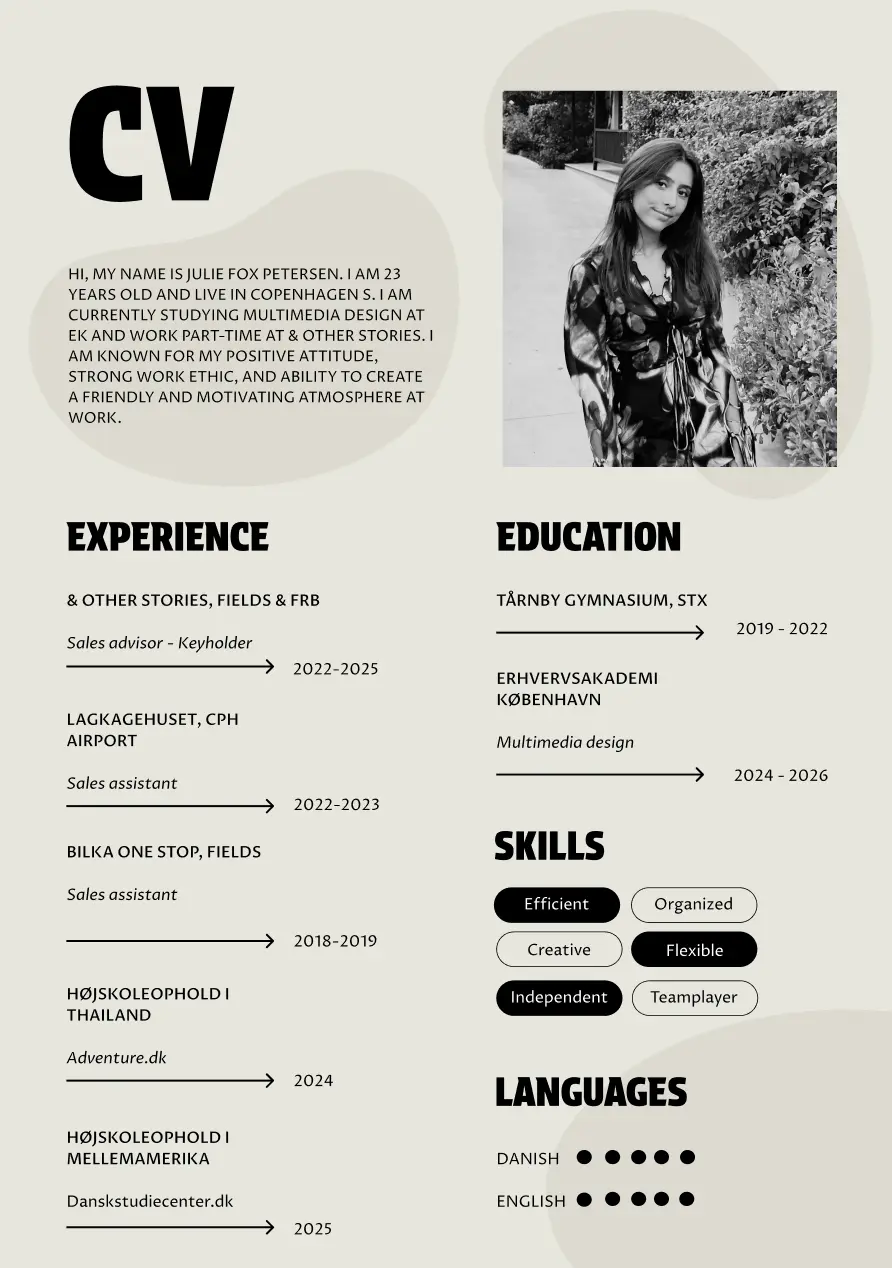 CV
HI, MY NAME IS JULIE FOX PETERSEN. I AM 23
YEARS OLD AND LIVE IN COPENHAGEN S. I AM
CURRENTLY STUDYING MULTIMEDIA DESIGN AT
EK AND WORK PART-TIME AT & OTHER STORIES. I
AM KNOWN FOR MY POSITIVE ATTITUDE,
STRONG WORK ETHIC, AND ABILITY TO CREATE
A FRIENDLY AND MOTIVATING ATMOSPHERE AT
WORK.
EXPERIENCE
& OTHER STORIES, FIELDS & FRB
Sales advisor - Keyholder
2022-2025
LAGKAGEHUSET, CPH
AIRPORT
Sales assistant
2022-2023
BILKA ONE STOP, FIELDS
Sales assistant
2018-2019
HØJSKOLEOPHOLD I
THAILAND
Adventure.dk
2024
HØJSKOLEOPHOLD I
MELLEMAMERIKA
Danskstudiecenter.dk
2025
EDUCATION
TÅRNBY GYMNASIUM, STX
2019 - 2022
ERHVERVSAKADEMI
KØBENHAVN
Multimedia design
2024 - 2026
SKILLS
Efficient Organized
Creative Flexible
Independent Teamplayer
LANGUAGES
DANISH
ENGLISH